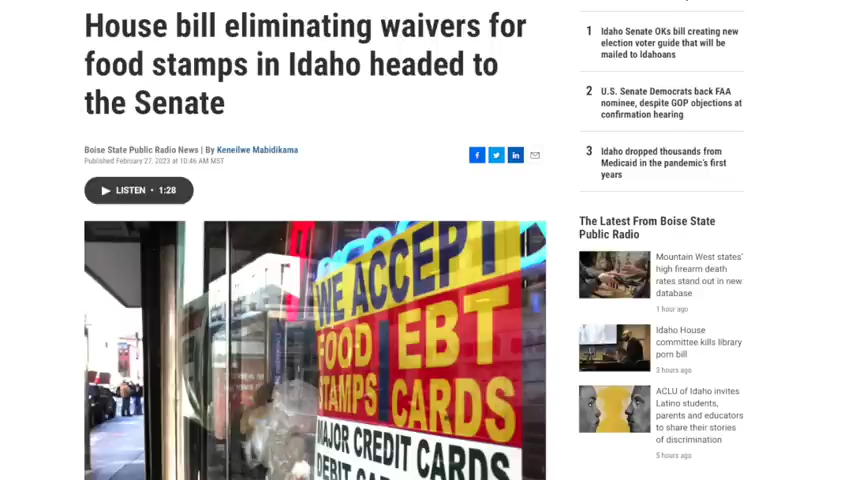 House bill eliminating waivers for
food stamps in Idaho headed to
the Senate
Boise State Public Radio News | By Keneilwe Mabidikama
Published February 27, 2023 at 10:46 AM MST
LISTEN • 1:28
WE ACCEPT
FOOD
STAMPS
EBT
CARDS
MAJOR CREDIT CARDS
DEBIT
1 Idaho Senate OKs bill creating new
election voter guide that will be
mailed to Idahoans
2 U.S. Senate Democrats back FAA
nominee, despite GOP objections at
confirmation hearing
3 Idaho dropped thousands from
Medicaid in the pandemic's first
years
The Latest From Boise State
Public Radio
Mountain West states'
high firearm death
rates stand out in new
database
1 hour ago
Idaho House
committee kills library
porn bill
3 hours ago
ACLU of Idaho invites
Latino students,
parents and educators
to share their stories
of discrimination
5 hours ago